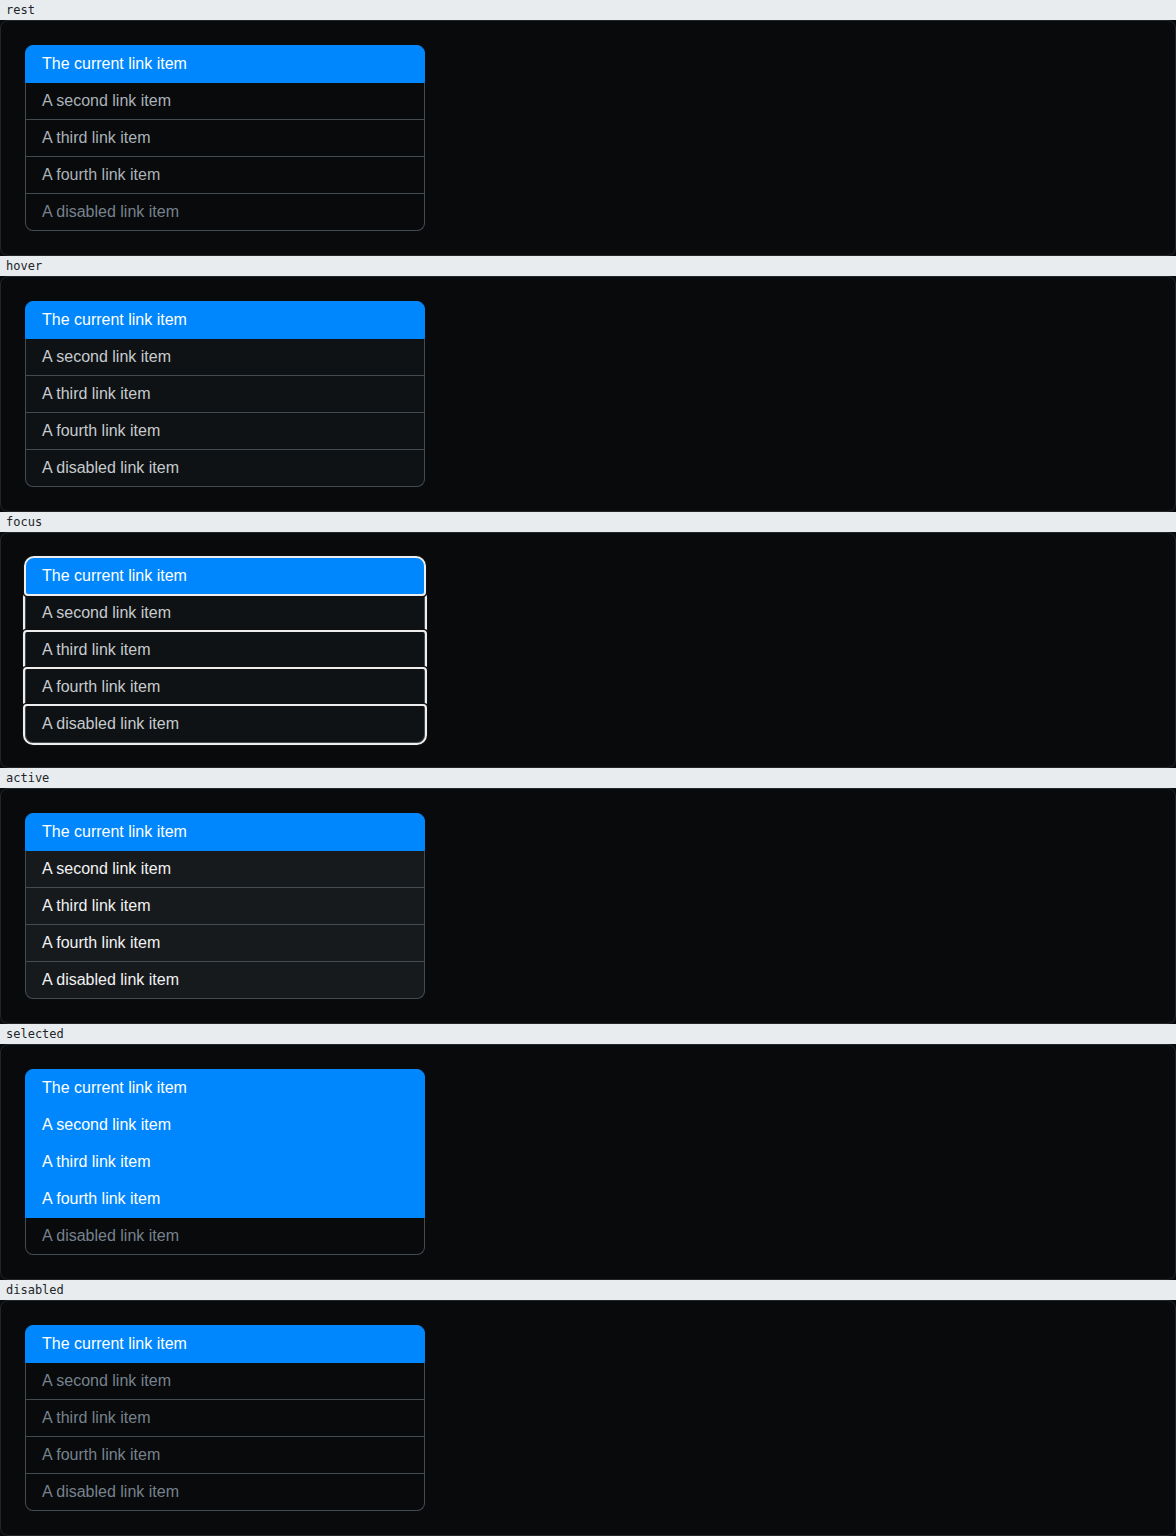 rest
The current link item
A second link item
A third link item
A fourth link item
A disabled link item
hover
The current link item
A second link item
A third link item
A fourth link item
A disabled link item
focus
The current link item
A second link item
A third link item
A fourth link item
A disabled link item
active
The current link item
A second link item
A third link item
A fourth link item
A disabled link item
selected
The current link item
A second link item
A third link item
A fourth link item
A disabled link item
disabled
The current link item
A second link item
A third link item
A fourth link item
A disabled link item